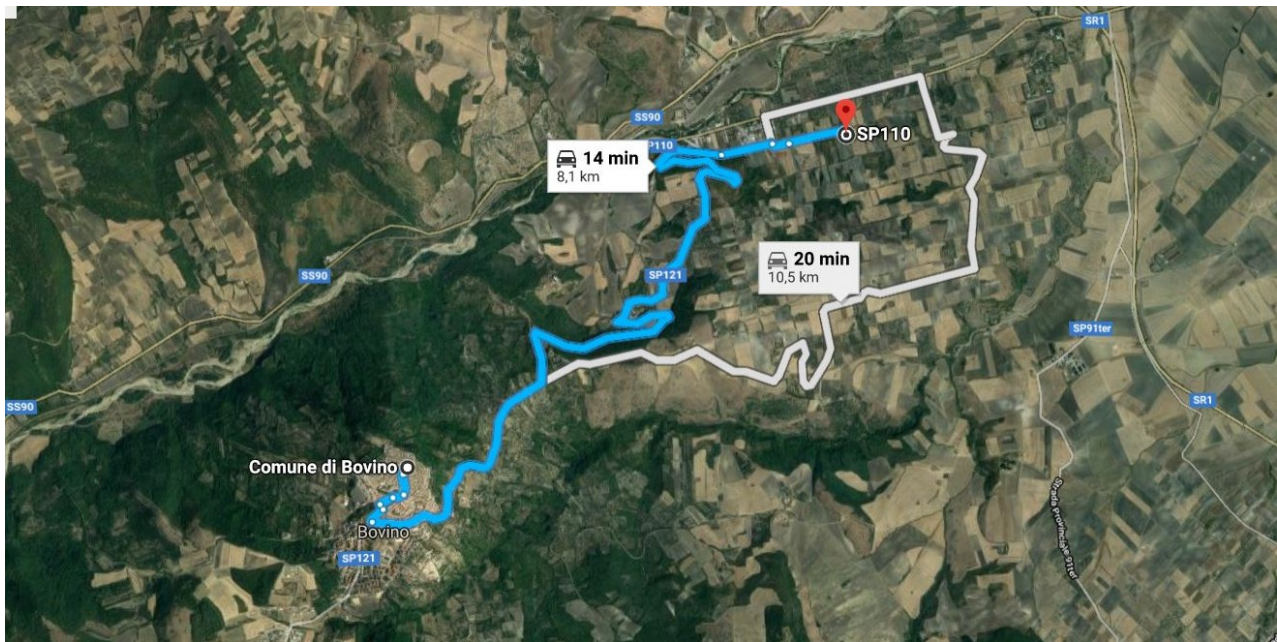 SR1
SS90
SP110
P110
14 min
8,1 km
20 min
10,5 km
SP121
SS90
SP91ter
SS90
SR1
Comune di Bovino
Bovino
SP121
Strada Provinciale 91ter